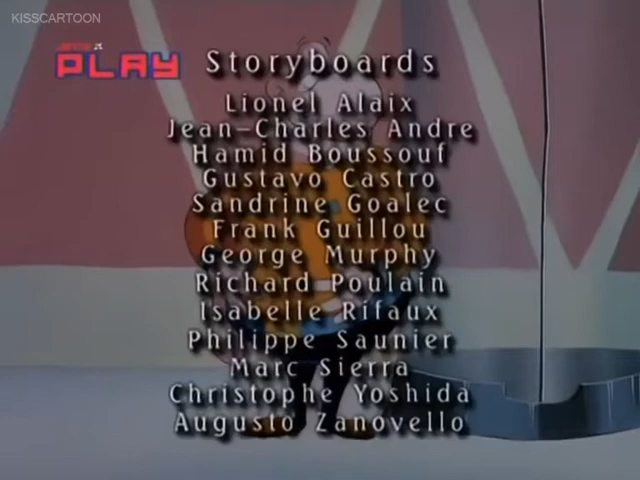 KISSCARTOON
JETIX
PLAY
Storyboards
Lionel Alaix
Jean-Charles Andre
Hamid Boussouf
Gustavo Castro
Sandrine Goalec
Frank Guillou
George Murphy
Richard Poulain
Isabelle Rifaux
Philippe Saunier
Marc Sierra
Christophe Yoshida
Augusto Zanovello